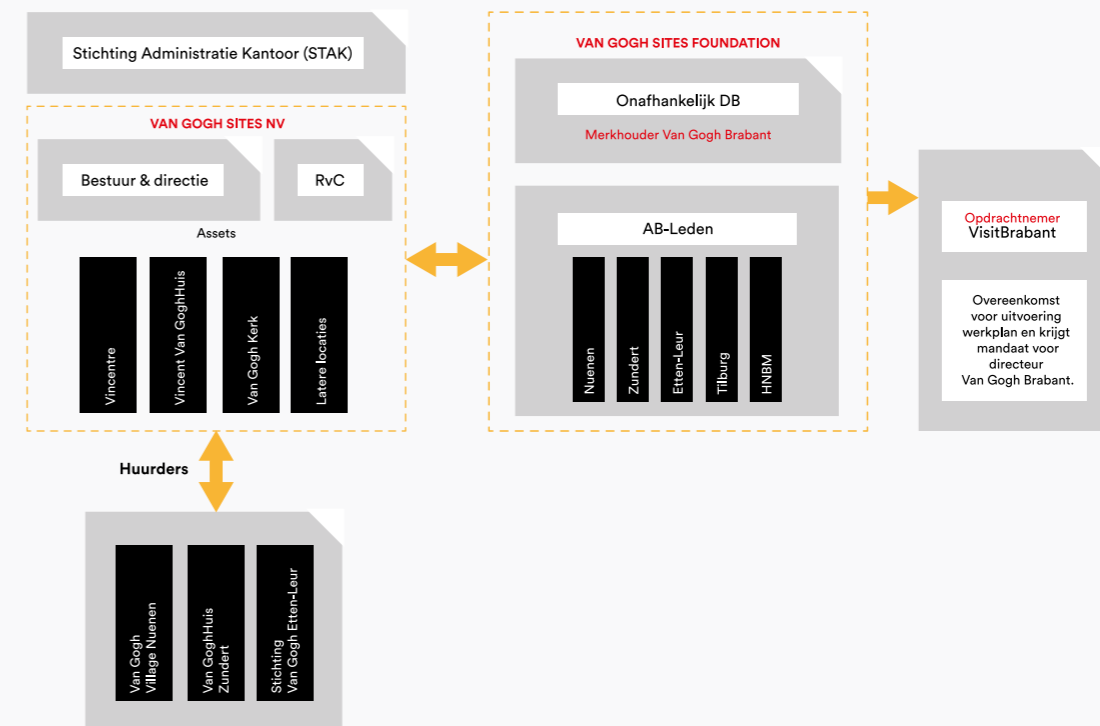 Stichting Administratie Kantoor (STAK)
VAN GOGH SITES NV
Bestuur & directie
RvC
Assets
Vincentre
Vincent Van GoghHuis
Van Gogh Kerk
Latere locaties
Huurders
Van Gogh
Village Nuenen
Van GoghHuis
Zundert
Stichting
Van Gogh Etten-Leur
VAN GOGH SITES FOUNDATION
Onafhankelijk DB
Merkhouder Van Gogh Brabant
AB-Leden
Nuenen
Zundert
Etten-Leur
Tilburg
HNBM
Opdrachtnemer
VisitBrabant
Overeenkomst
voor uitvoering
werkplan en krijgt
mandaat voor
directeur
Van Gogh Brabant.